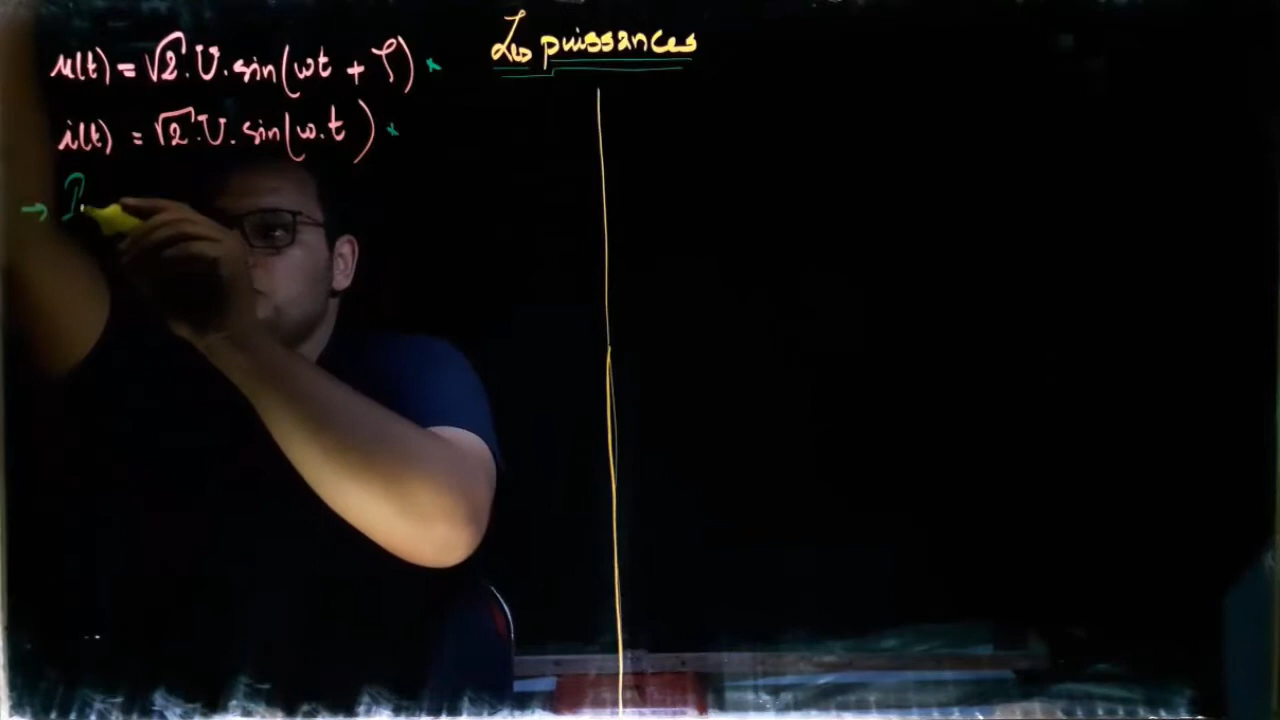 Les puissances
u(t) = √2.U.sin(ωt + φ) *
i(t) = √2.U.sin(ω.t ) *
→ P